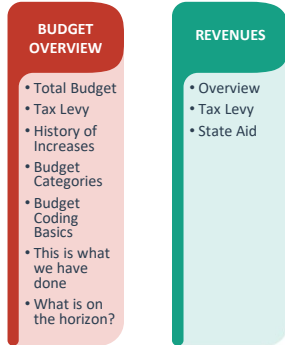 BUDGET
OVERVIEW
• Total Budget
• Tax Levy
• History of
Increases
• Budget
Categories
• Budget
Coding
Basics
• This is what
we have
done
• What is on
the horizon?
REVENUES
• Overview
• Tax Levy
• State Aid